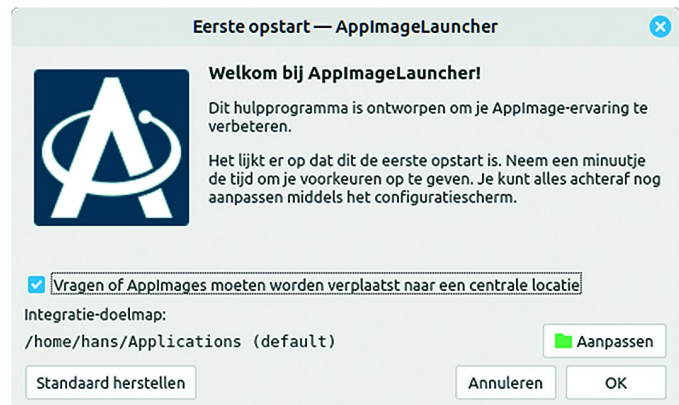 Eerste opstart — AppImageLauncher
Welkom bij AppImageLauncher!
Dit hulpprogramma is ontworpen om je AppImage-ervaring te
verbeteren.
Het lijkt er op dat dit de eerste opstart is. Neem een minuutje
de tijd om je voorkeuren op te geven. Je kunt alles achteraf nog
aanpassen middels het configuratiescherm.
Vragen of AppImages moeten worden verplaatst naar een centrale locatie
Integratie-doelmap:
/home/hans/Applications (default)
Aanpassen
Standaard herstellen
Annuleren
OK